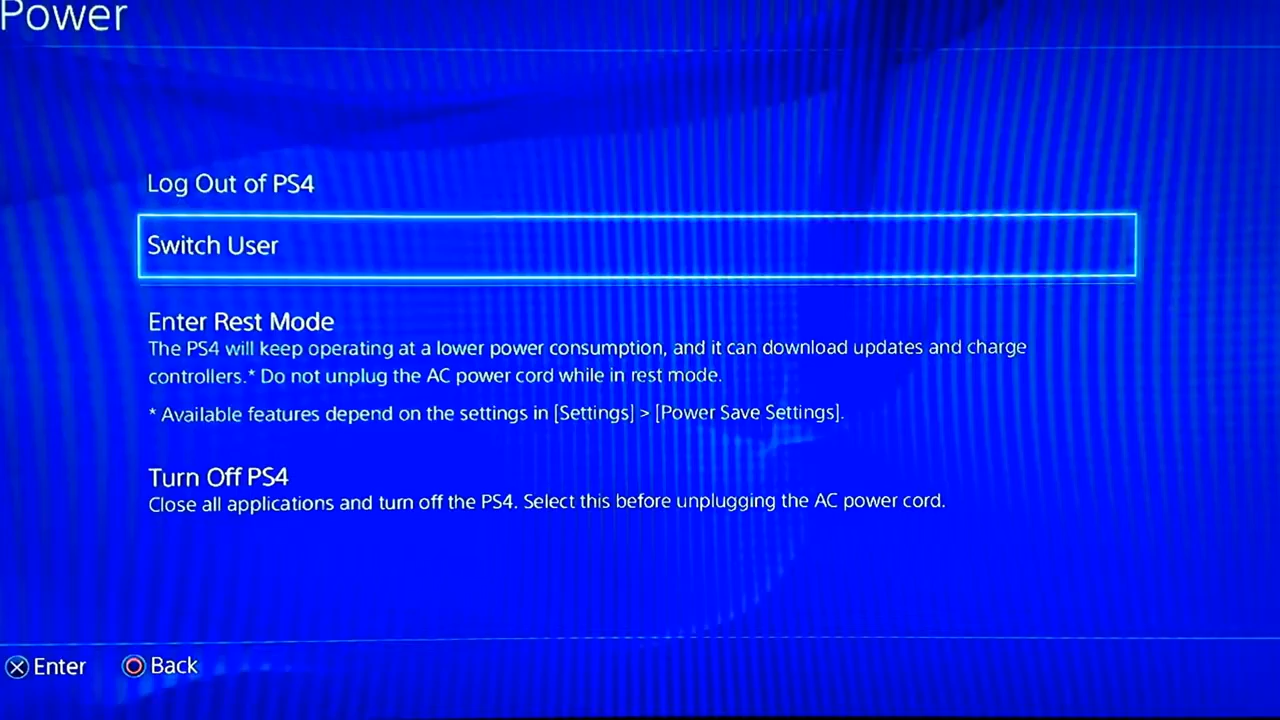 Power
Log Out of PS4
Switch User
Enter Rest Mode
The PS4 will keep operating at a lower power consumption, and it can download updates and charge
controllers.* Do not unplug the AC power cord while in rest mode.
* Available features depend on the settings in [Settings] > [Power Save Settings].
Turn Off PS4
Close all applications and turn off the PS4. Select this before unplugging the AC power cord.
Enter Back